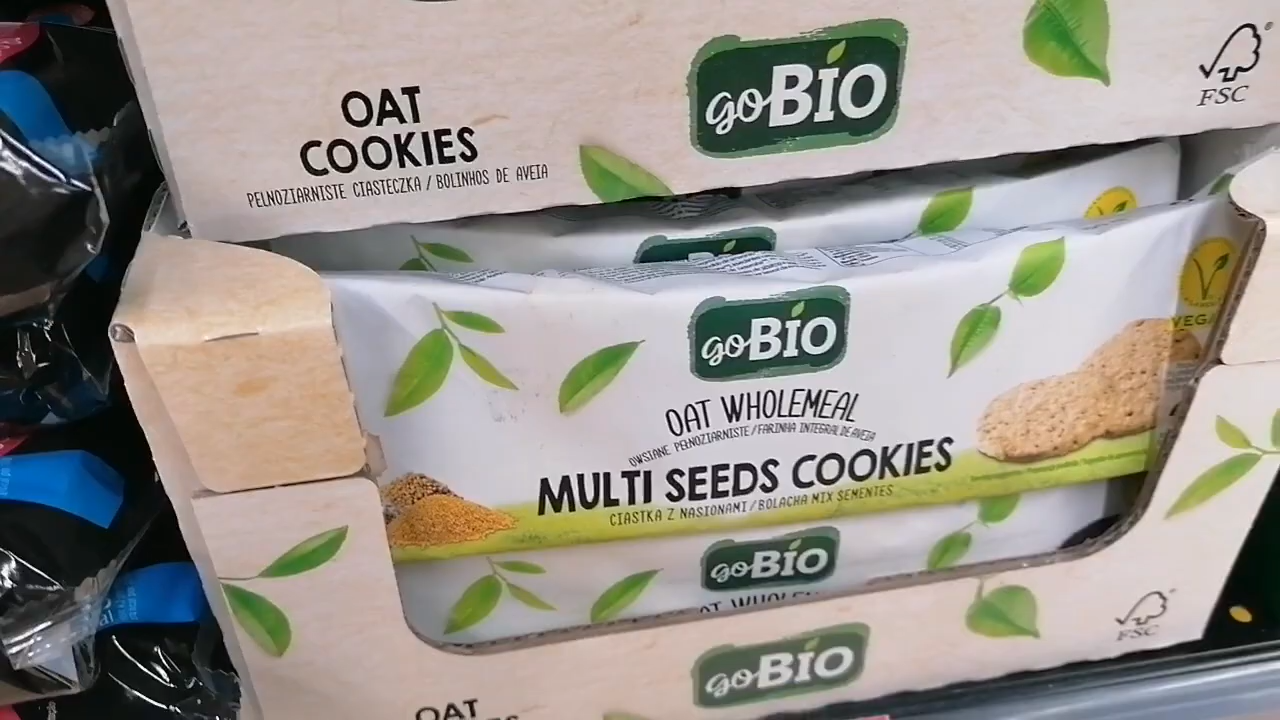 goBIO
FSC
OAT
COOKIES
PEŁNOZIARNISTE CIASTECZKA / BOLINHOS DE AVEIA
goBIO
OAT WHOLEMEAL
OWSIANE PEŁNOZIARNISTE / FARINHA INTEGRAL DE AVEIA
MULTI SEEDS COOKIES
CIASTKA Z NASIONAMI / BOLACHA MIX SEMENTES
goBIO
goBIO
FSC
OAT